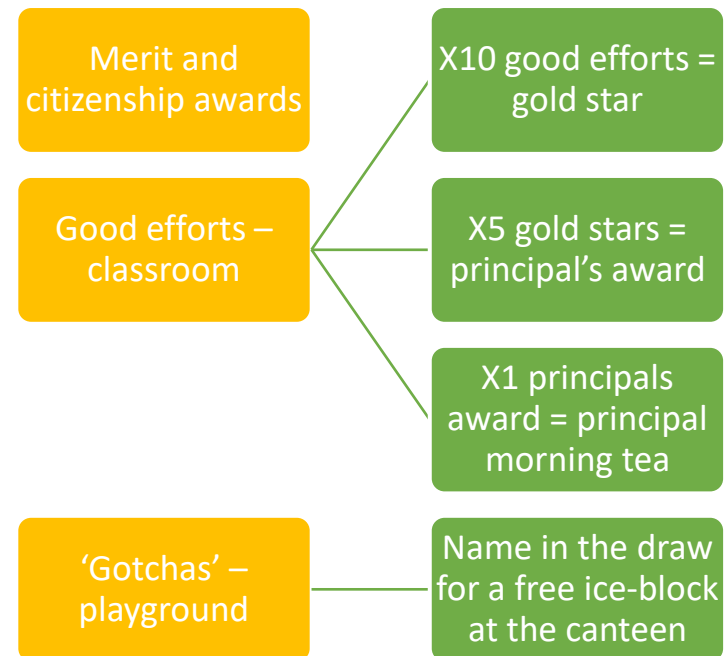 Merit and
citizenship awards
X10 good efforts =
gold star
Good efforts –
classroom
X5 gold stars =
principal’s award
X1 principals
award = principal
morning tea
‘Gotchas’ –
playground
Name in the draw
for a free ice-block
at the canteen